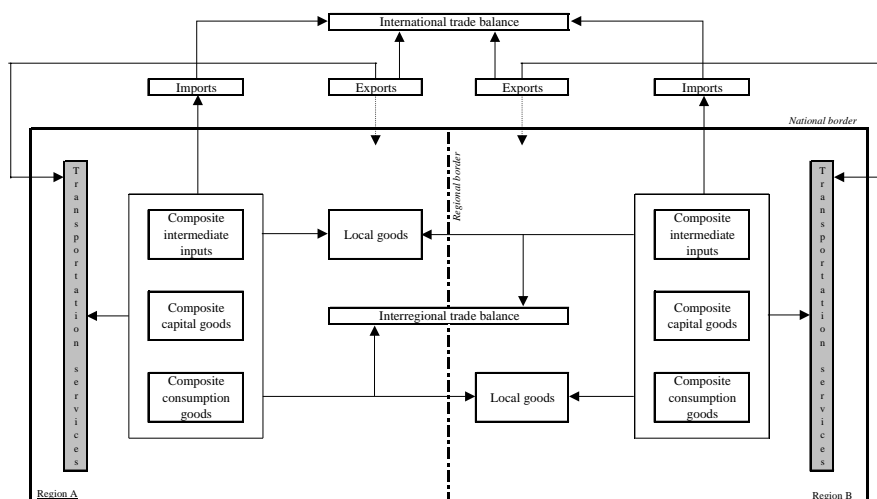 International trade balance
Imports
Exports
Exports
Imports
National border
Regional border
Transportation services
Composite
intermediate
inputs
Local goods
Composite
intermediate
inputs
Transportation services
Composite
capital goods
Interregional trade balance
Composite
capital goods
Composite
consumption
goods
Local goods
Composite
consumption
goods
Region A
Region B